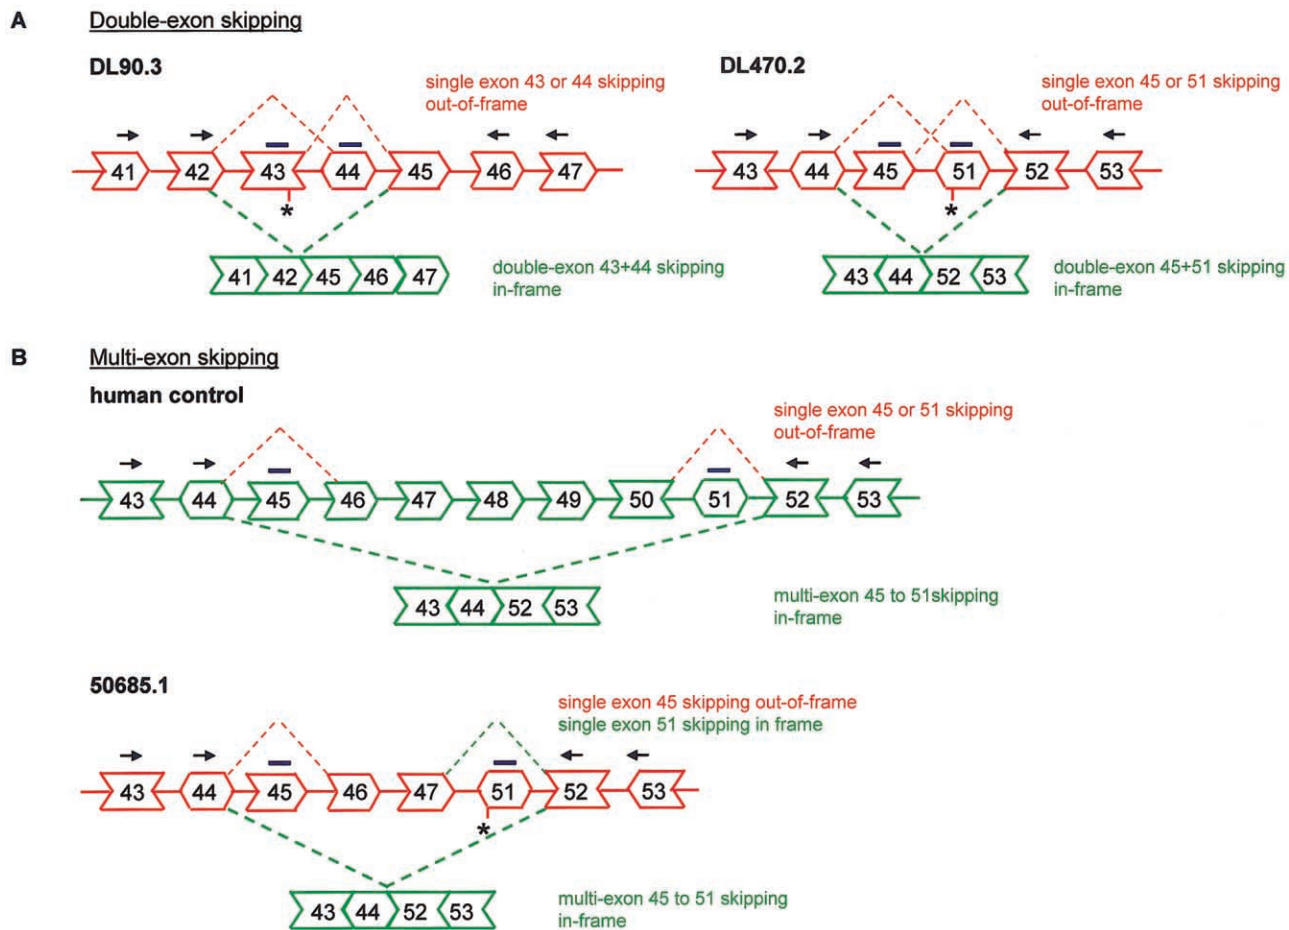 A Double-exon skipping
DL90.3
single exon 43 or 44 skipping
out-of-frame
41 42 43 44 45 46 47
*
41 42 45 46 47
double-exon 43+44 skipping
in-frame
DL470.2
single exon 45 or 51 skipping
out-of-frame
43 44 45 51 52 53
*
43 44 52 53
double-exon 45+51 skipping
in-frame
B Multi-exon skipping
human control
single exon 45 or 51 skipping
out-of-frame
43 44 45 46 47 48 49 50 51 52 53
43 44 52 53
multi-exon 45 to 51skipping
in-frame
50685.1
single exon 45 skipping out-of-frame
single exon 51 skipping in frame
43 44 45 46 47 51 52 53
*
43 44 52 53
multi-exon 45 to 51 skipping
in-frame